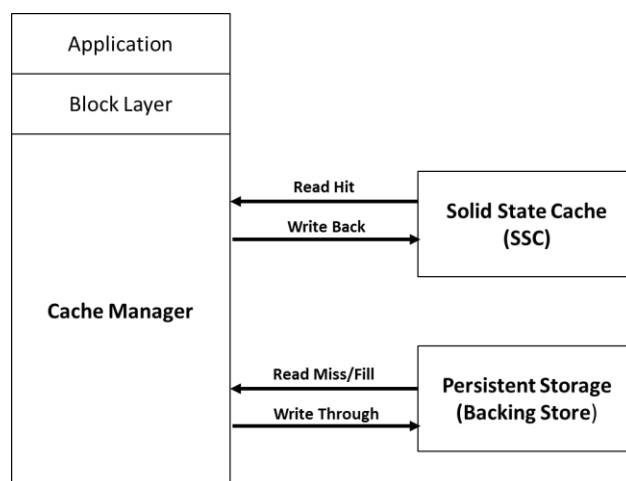 Application
Block Layer
Cache Manager
Read Hit
Write Back
Solid State Cache
(SSC)
Read Miss/Fill
Write Through
Persistent Storage
(Backing Store)